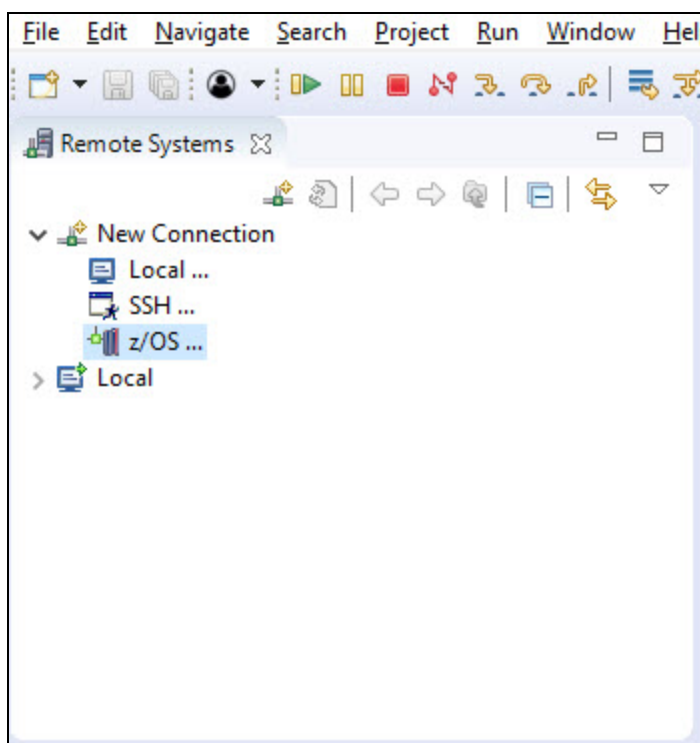 File Edit Navigate Search Project Run Window Hel
Remote Systems
New Connection
Local ...
SSH ...
z/OS ...
Local